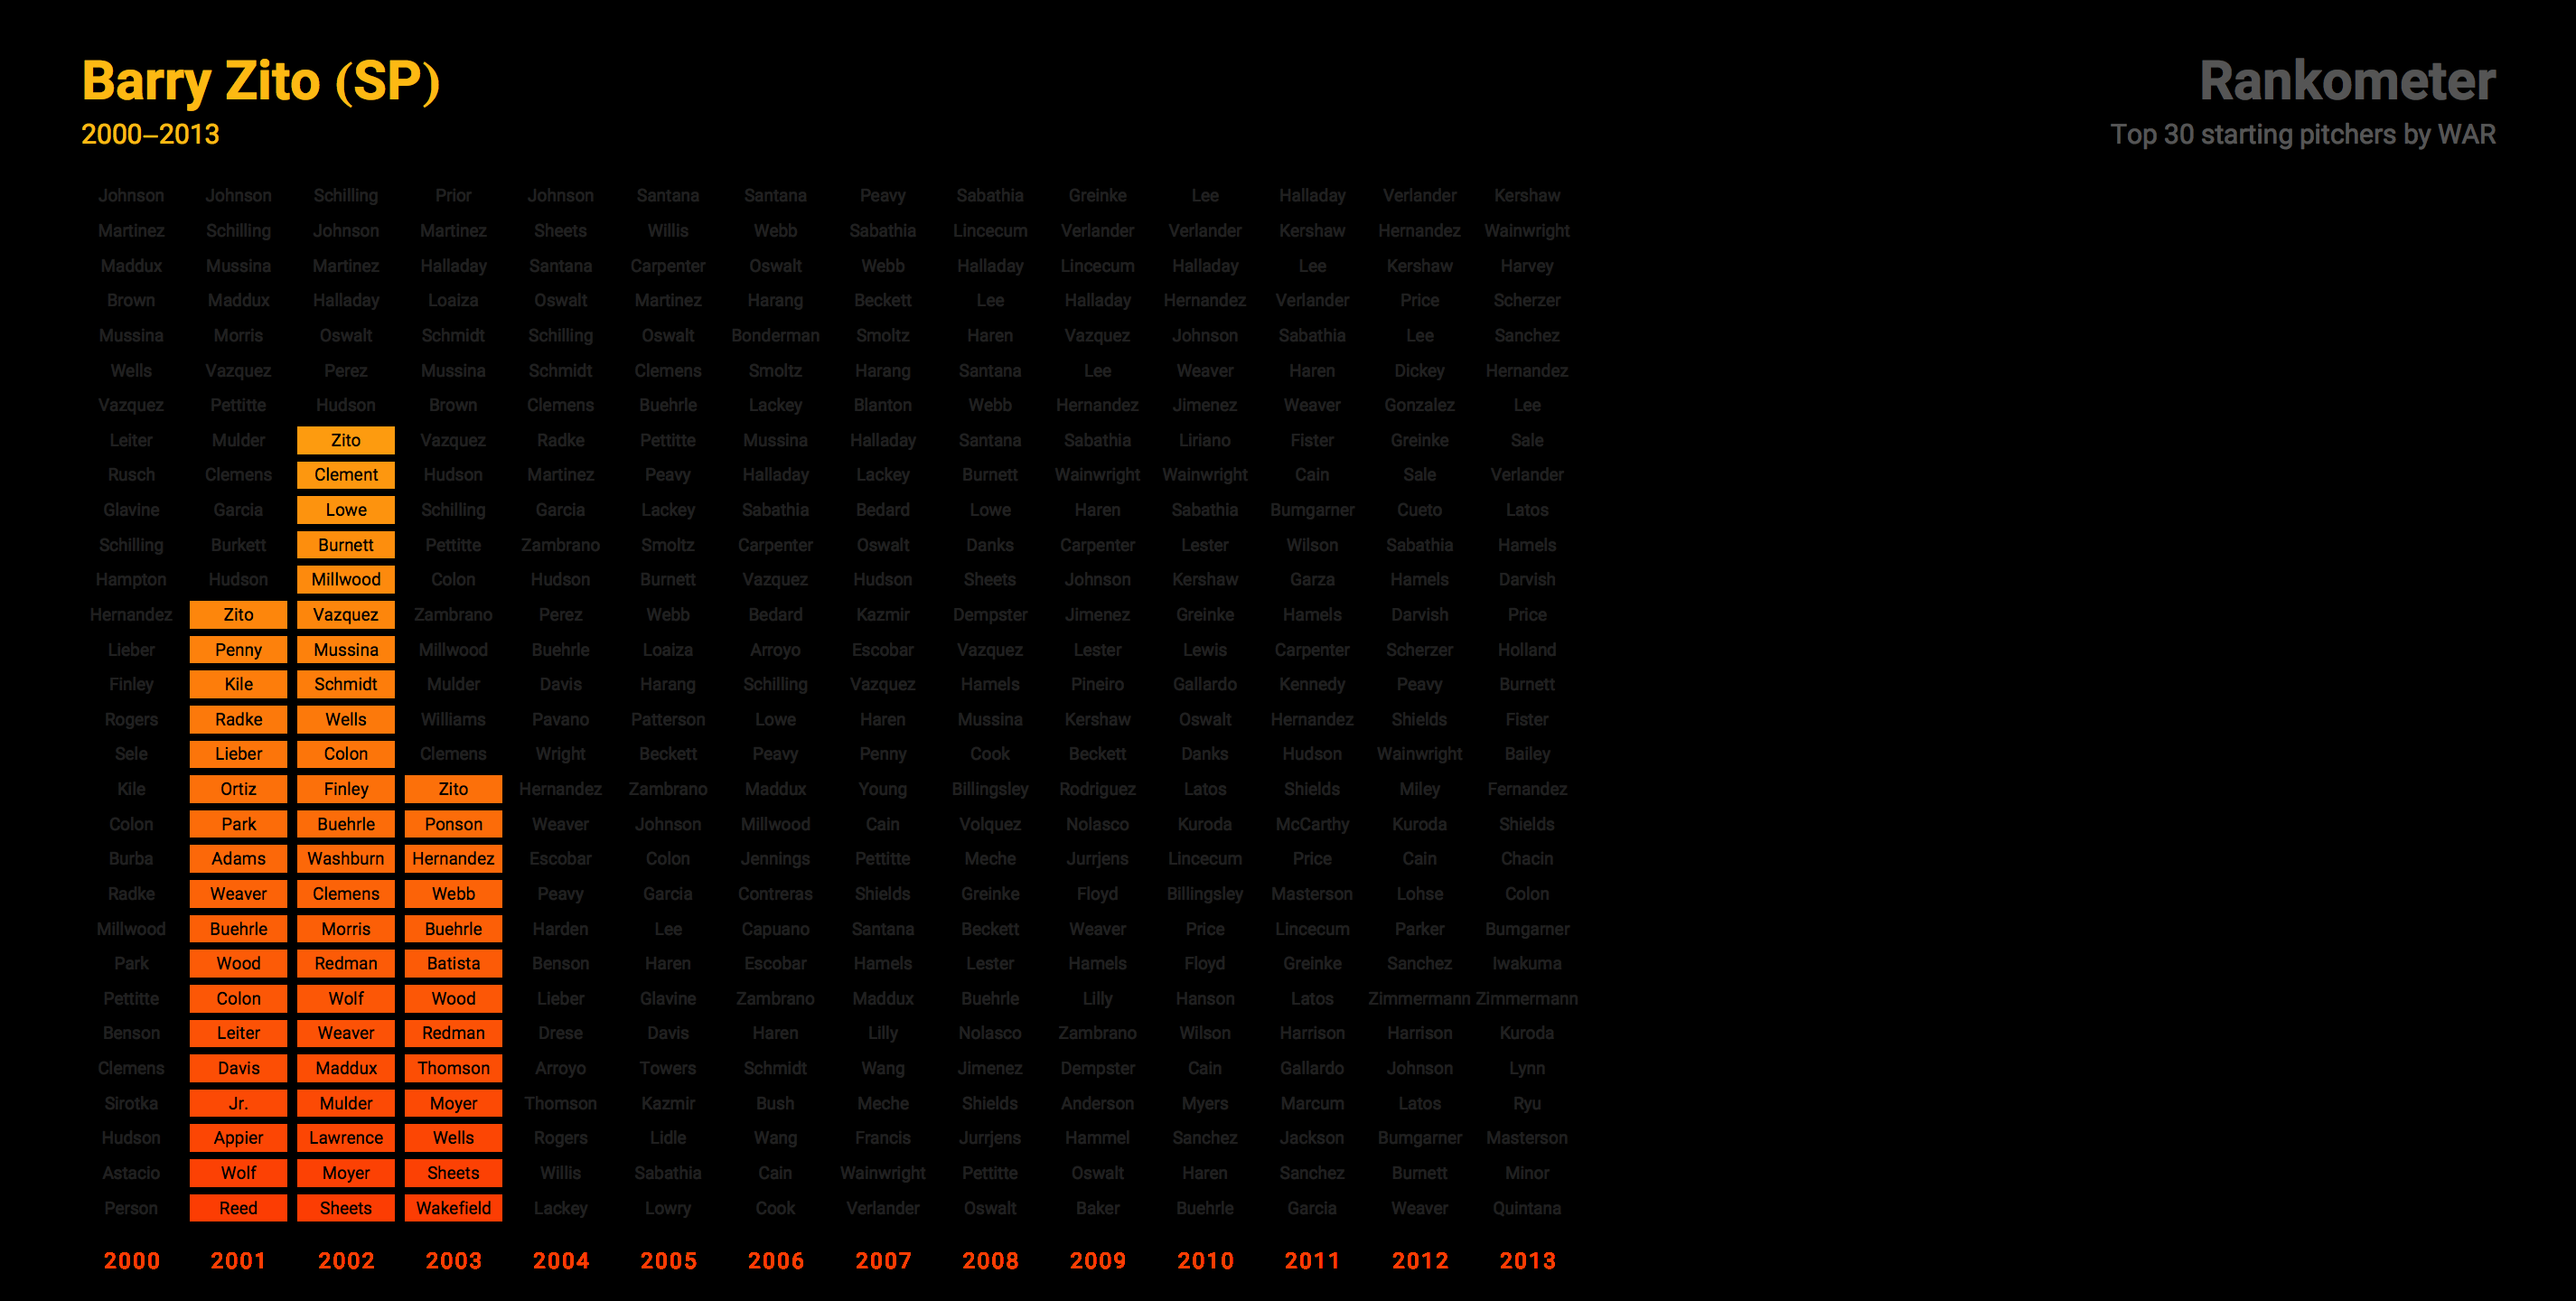 Barry Zito (SP)
2000–2013
Rankometer
Top 30 starting pitchers by WAR
Johnson Johnson Schilling Prior Johnson Santana Santana Peavy Sabathia Greinke Lee Halladay Verlander Kershaw
Martinez Schilling Johnson Martinez Sheets Willis Webb Sabathia Lincecum Verlander Verlander Kershaw Hernandez Wainwright
Maddux Mussina Martinez Halladay Santana Carpenter Oswalt Webb Halladay Lincecum Halladay Lee Kershaw Harvey
Brown Maddux Halladay Loaiza Oswalt Martinez Harang Beckett Lee Halladay Hernandez Verlander Price Scherzer
Mussina Morris Oswalt Schmidt Schilling Oswalt Bonderman Smoltz Haren Vazquez Johnson Sabathia Lee Sanchez
Wells Vazquez Perez Mussina Schmidt Clemens Smoltz Harang Santana Lee Weaver Haren Dickey Hernandez
Vazquez Pettitte Hudson Brown Clemens Buehrle Lackey Blanton Webb Hernandez Jimenez Weaver Gonzalez Lee
Leiter Mulder Zito Vazquez Radke Pettitte Mussina Halladay Santana Sabathia Liriano Fister Greinke Sale
Rusch Clemens Clement Hudson Martinez Peavy Halladay Lackey Burnett Wainwright Wainwright Cain Sale Verlander
Glavine Garcia Lowe Schilling Garcia Lackey Sabathia Bedard Lowe Haren Sabathia Bumgarner Cueto Latos
Schilling Burkett Burnett Pettitte Zambrano Smoltz Carpenter Oswalt Danks Carpenter Lester Wilson Sabathia Hamels
Hampton Hudson Millwood Colon Hudson Burnett Vazquez Hudson Sheets Johnson Kershaw Garza Hamels Darvish
Hernandez Zito Vazquez Zambrano Perez Webb Bedard Kazmir Dempster Jimenez Greinke Hamels Darvish Price
Lieber Penny Mussina Millwood Buehrle Loaiza Arroyo Escobar Vazquez Lester Lewis Carpenter Scherzer Holland
Finley Kile Schmidt Mulder Davis Harang Schilling Vazquez Hamels Pineiro Gallardo Kennedy Peavy Burnett
Rogers Radke Wells Williams Pavano Patterson Lowe Haren Mussina Kershaw Oswalt Hernandez Shields Fister
Sele Lieber Colon Clemens Wright Beckett Peavy Penny Cook Beckett Danks Hudson Wainwright Bailey
Kile Ortiz Finley Zito Hernandez Zambrano Maddux Young Billingsley Rodriguez Latos Shields Miley Fernandez
Colon Park Buehrle Ponson Weaver Johnson Millwood Cain Volquez Nolasco Kuroda McCarthy Kuroda Shields
Burba Adams Washburn Hernandez Escobar Colon Jennings Pettitte Meche Jurrjens Lincecum Price Cain Chacin
Radke Weaver Clemens Webb Peavy Garcia Contreras Shields Greinke Floyd Billingsley Masterson Lohse Colon
Millwood Buehrle Morris Buehrle Harden Lee Capuano Santana Beckett Weaver Price Lincecum Parker Bumgarner
Park Wood Redman Batista Benson Haren Escobar Hamels Lester Hamels Floyd Greinke Sanchez Iwakuma
Pettitte Colon Wolf Wood Lieber Glavine Zambrano Maddux Buehrle Lilly Hanson Latos Zimmermann Zimmermann
Benson Leiter Weaver Redman Drese Davis Haren Lilly Nolasco Zambrano Wilson Harrison Harrison Kuroda
Clemens Davis Maddux Thomson Arroyo Towers Schmidt Wang Jimenez Dempster Cain Gallardo Johnson Lynn
Sirotka Jr. Mulder Moyer Thomson Kazmir Bush Meche Shields Anderson Myers Marcum Latos Ryu
Hudson Appier Lawrence Wells Rogers Lidle Wang Francis Jurrjens Hammel Sanchez Jackson Bumgarner Masterson
Astacio Wolf Moyer Sheets Willis Sabathia Cain Wainwright Pettitte Oswalt Haren Sanchez Burnett Minor
Person Reed Sheets Wakefield Lackey Lowry Cook Verlander Oswalt Baker Buehrle Garcia Weaver Quintana
2000 2001 2002 2003 2004 2005 2006 2007 2008 2009 2010 2011 2012 2013